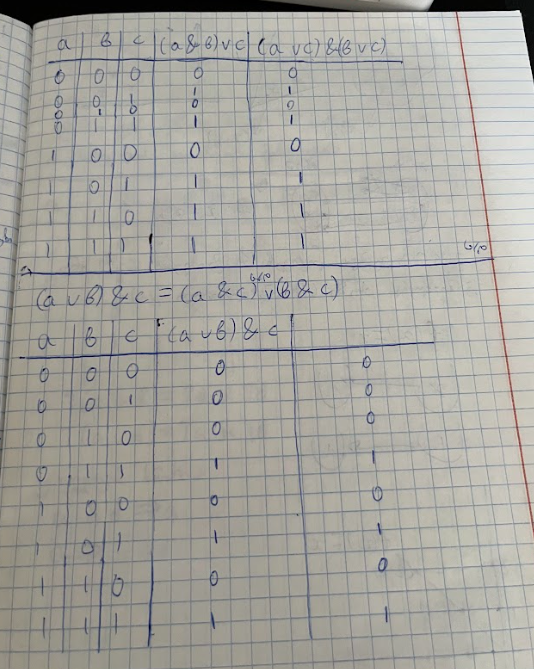 a | b | c | (a & b) v c | (a v c) & (b v c)
0 0 0 0 0
0 0 1 1 1
0 1 0 0 0
0 1 1 1 1
1 0 0 0 0
1 0 1 1 1
1 1 0 1 1
1 1 1 1 1
(a v b) & c = (a & c) v (b & c)
a | b | c | (a v b) & c |
0 0 0 0 0
0 0 1 0 0
0 1 0 0 0
0 1 1 1 1
1 0 0 0 0
1 0 1 1 1
1 1 0 0 0
1 1 1 1 1